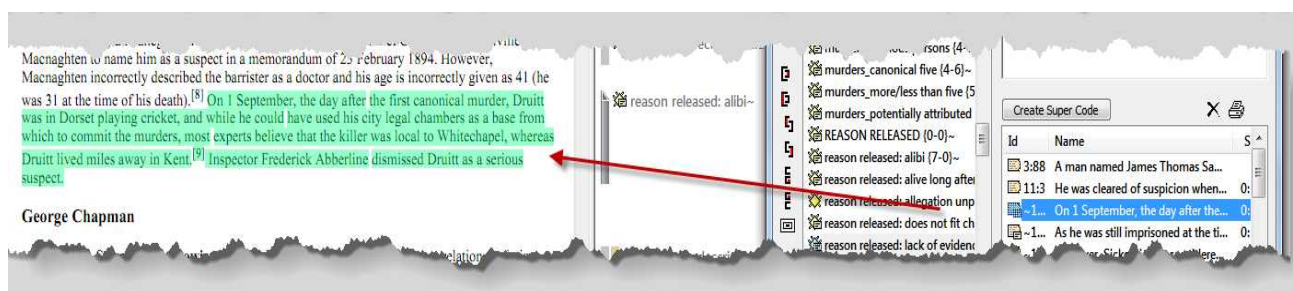 Macnaghten to name him as a suspect in a memorandum of 23 February 1894. However,
Macnaghten incorrectly described the barrister as a doctor and his age is incorrectly given as 41 (he
was 31 at the time of his death).[8] On 1 September, the day after the first canonical murder, Druitt
was in Dorset playing cricket, and while he could have used his city legal chambers as a base from
which to commit the murders, most experts believe that the killer was local to Whitechapel, whereas
Druitt lived miles away in Kent.[9] Inspector Frederick Abberline dismissed Druitt as a serious
suspect.
George Chapman
reason released: alibi~
murders_canonical five {4-6}~
murders_more/less than five {5
murders_potentially attributed
REASON RELEASED {0-0}~
reason released: alibi {7-0}~
reason released: alive long after
reason released: allegation unp
reason released: does not fit ch
reason released: lack of evidenc
Create Super Code
Id Name S
3:88 A man named James Thomas Sa...
11:3 He was cleared of suspicion when... 0:
~1... On 1 September, the day after the... 0:
~1... As he was still imprisoned at the ti... 0: